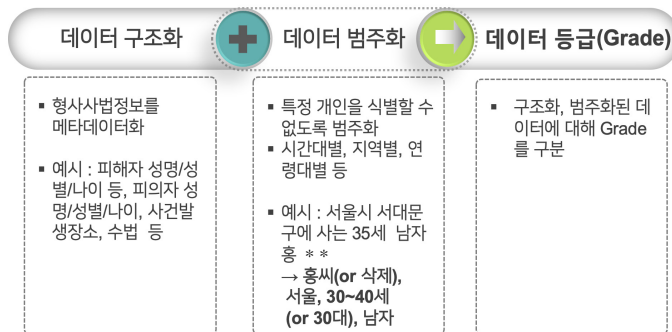 데이터 구조화
데이터 범주화
데이터 등급(Grade)
▪ 형사사법정보를
메타데이터화
▪ 예시 : 피해자 성명/성
별/나이 등, 피의자 성
명/성별/나이, 사건발
생장소, 수법 등
▪ 특정 개인을 식별할 수
없도록 범주화
▪ 시간대별, 지역별, 연
령대별 등
▪ 예시 : 서울시 서대문
구에 사는 35세 남자
홍 * *
→ 홍씨(or 삭제),
서울, 30~40세
(or 30대), 남자
▪ 구조화, 범주화된 데
이터에 대해 Grade
를 구분